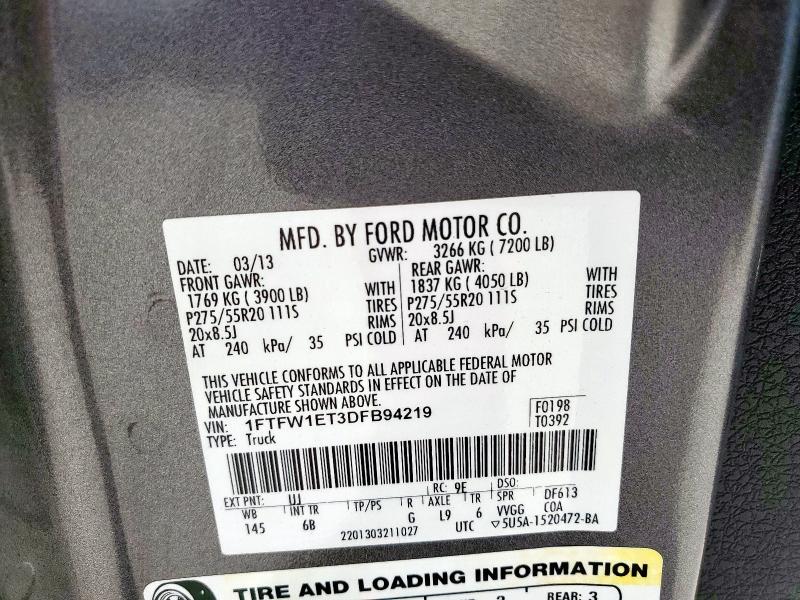 MFD. BY FORD MOTOR CO.
DATE: 03/13 GVWR: 3266 KG ( 7200 LB)
FRONT GAWR: REAR GAWR:
1769 KG ( 3900 LB) WITH 1837 KG ( 4050 LB) WITH
P275/55R20 111S TIRES P275/55R20 111S TIRES
20x8.5J RIMS 20x8.5J RIMS
AT 240 kPa/ 35 PSI COLD AT 240 kPa/ 35 PSI COLD
THIS VEHICLE CONFORMS TO ALL APPLICABLE FEDERAL MOTOR
VEHICLE SAFETY STANDARDS IN EFFECT ON THE DATE OF
MANUFACTURE SHOWN ABOVE.
VIN: 1FTFW1ET3DFB94219 F0198
TYPE: Truck T0392
EXT PNT: UJ RC: 9E DSO:
WB INT TR TP/PS R AXLE TR SPR DF613
145 6B G L9 6 VVGG COA
2201303211027 UTC ▽5U5A-1520472-BA
TIRE AND LOADING INFORMATION
REAR: 3